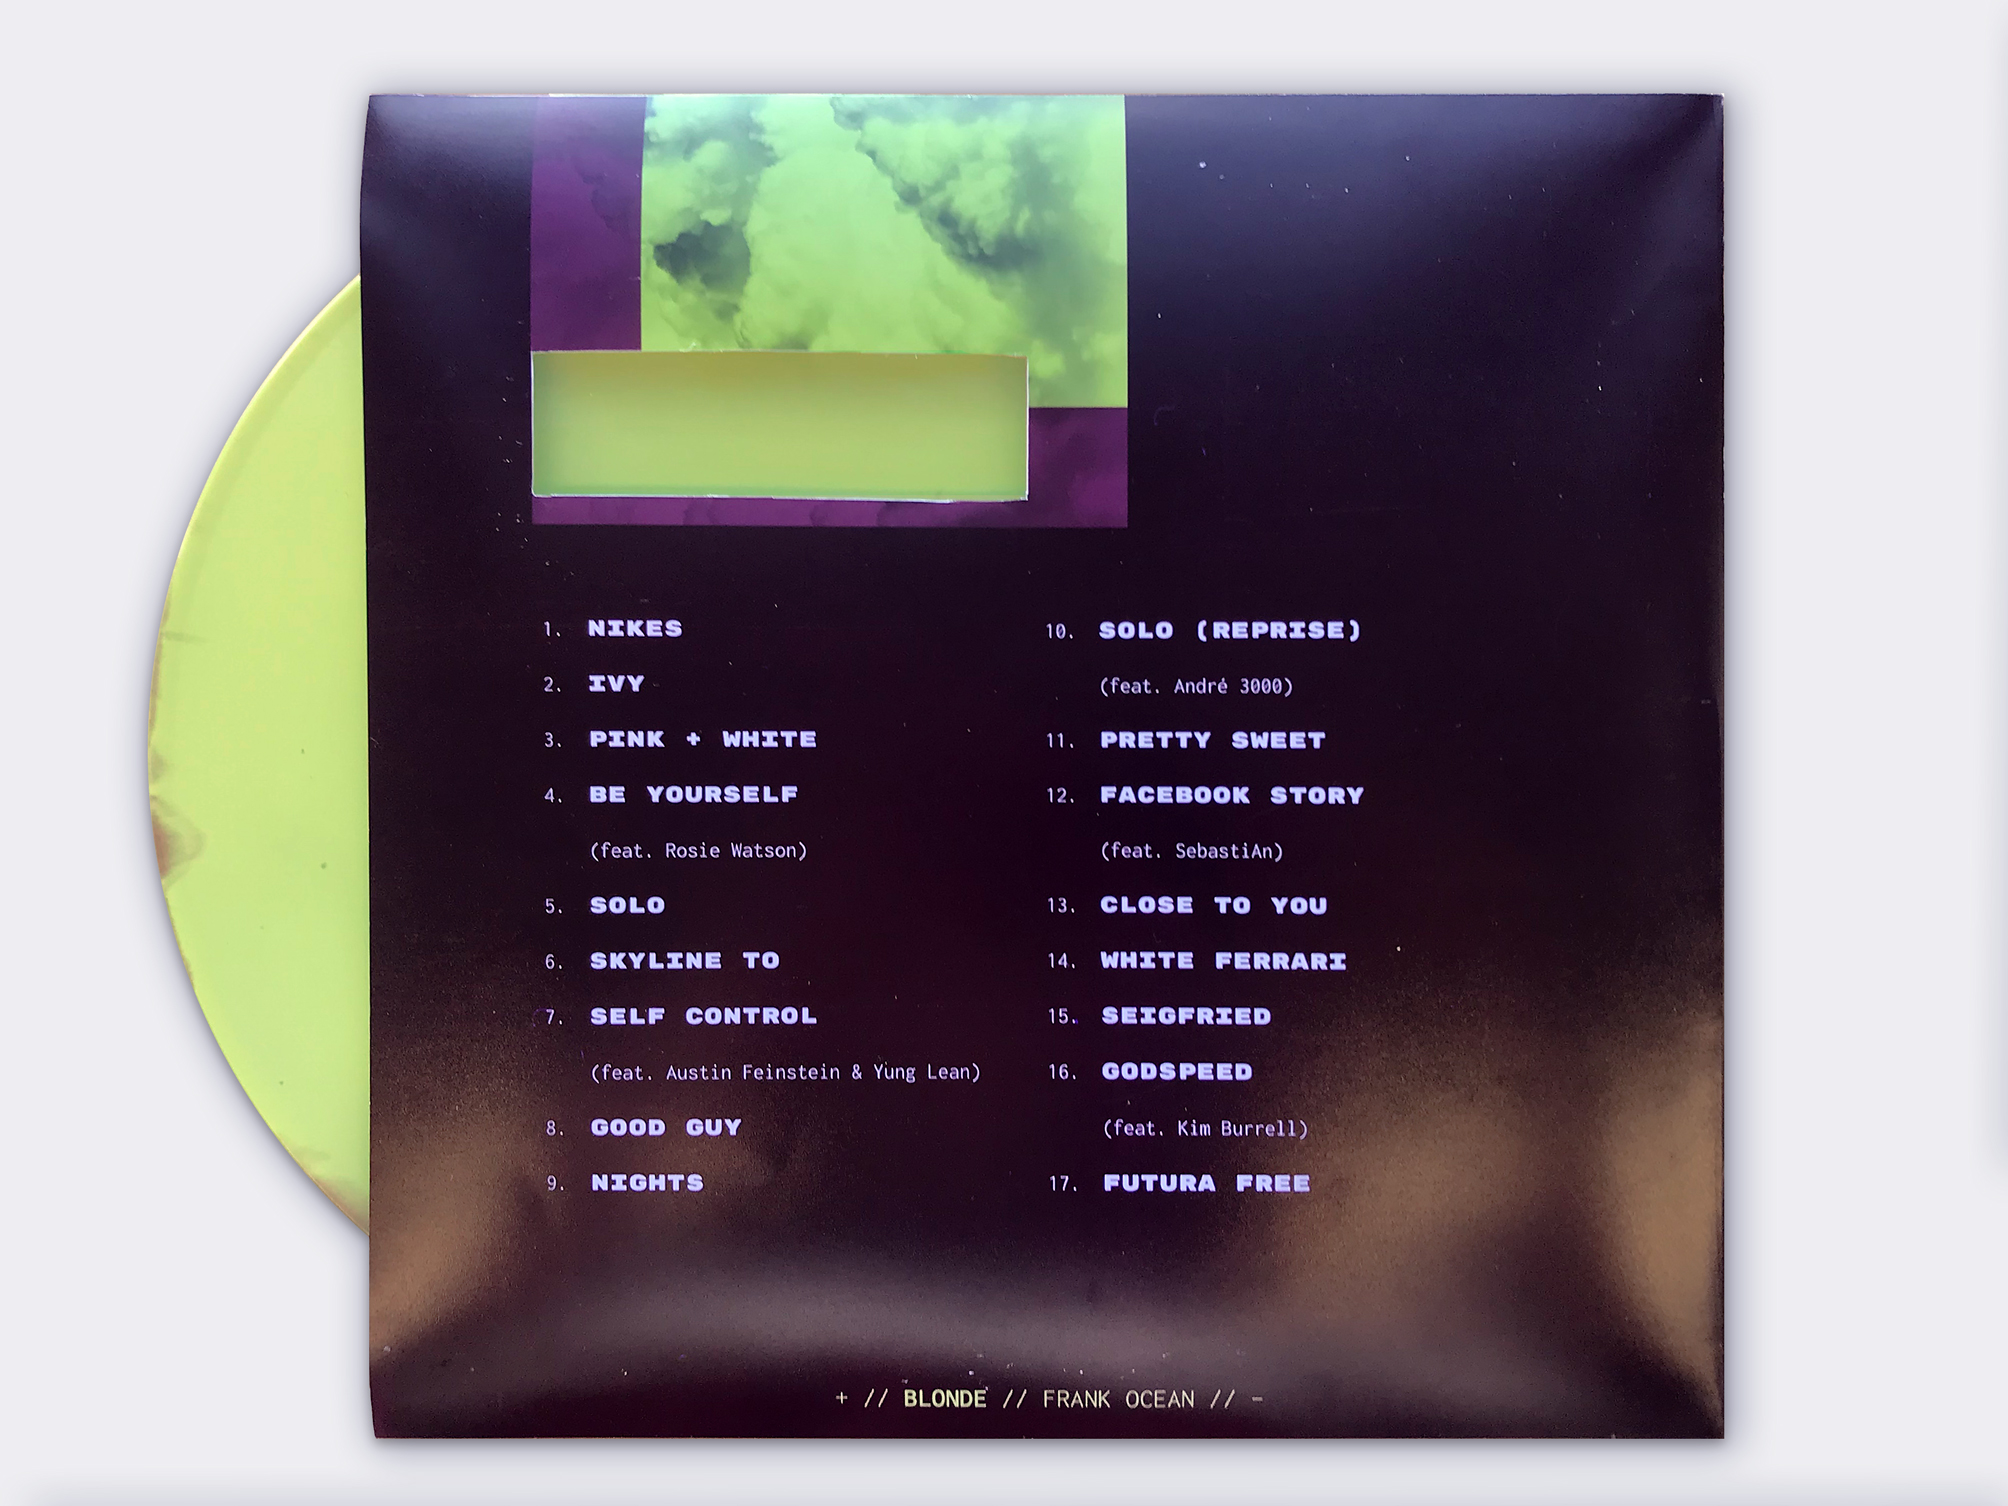 1. NIKES
2. IVY
3. PINK + WHITE
4. BE YOURSELF
(feat. Rosie Watson)
5. SOLO
6. SKYLINE TO
7. SELF CONTROL
(feat. Austin Feinstein & Yung Lean)
8. GOOD GUY
9. NIGHTS
10. SOLO (REPRISE)
(feat. André 3000)
11. PRETTY SWEET
12. FACEBOOK STORY
(feat. SebastiAn)
13. CLOSE TO YOU
14. WHITE FERRARI
15. SEIGFRIED
16. GODSPEED
(feat. Kim Burrell)
17. FUTURA FREE
+ // BLONDE // FRANK OCEAN // –